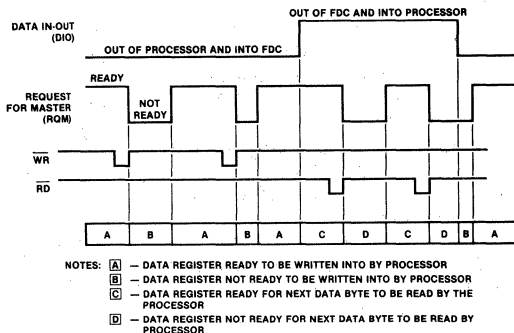 OUT OF FDC AND INTO PROCESSOR
DATA IN-OUT
(DIO)
OUT OF PROCESSOR AND INTO FDC
READY
REQUEST
FOR MASTER
(RQM)
NOT
READY
WR
RD
A B A B A C D C D B A
NOTES: A — DATA REGISTER READY TO BE WRITTEN INTO BY PROCESSOR
B — DATA REGISTER NOT READY TO BE WRITTEN INTO BY PROCESSOR
C — DATA REGISTER READY FOR NEXT DATA BYTE TO BE READ BY THE
PROCESSOR
D — DATA REGISTER NOT READY FOR NEXT DATA BYTE TO BE READ BY
PROCESSOR